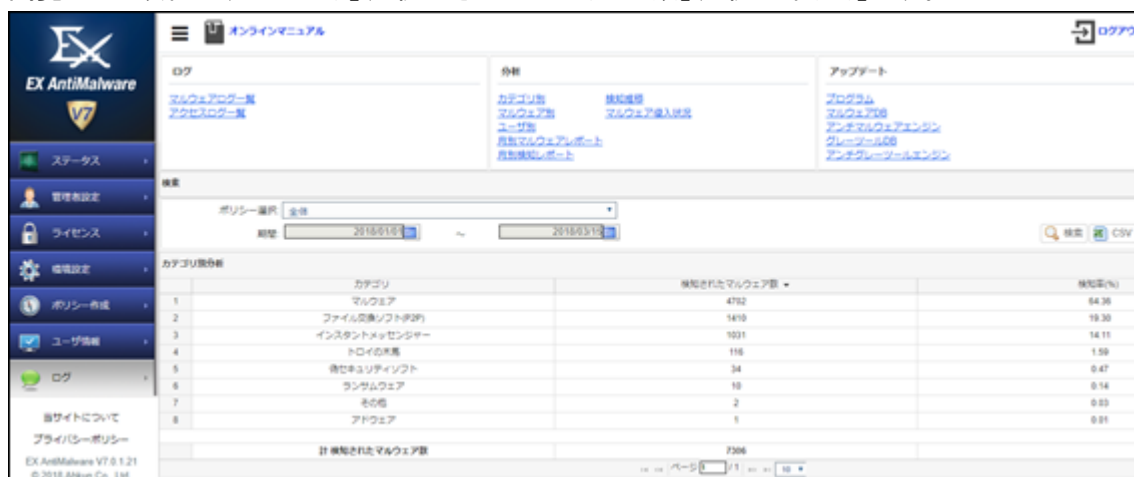 EX AntiMalware
V7
オンラインマニュアル
ログアウ
ログ
マルウェアログ一覧
アクセスログ一覧
分析
カテゴリ別 検知推移
マルウェア別 マルウェア侵入状況
ユーザ別
月別マルウェアレポート
月別検知レポート
アップデート
プログラム
マルウェアDB
アンチマルウェアエンジン
グレーツールDB
アンチグレーツールエンジン
ステータス
管理者設定
ライセンス
環境設定
ポリシー作成
ユーザ情報
ログ
当サイトについて
プライバシーポリシー
EX AntiMalware V7.0.1.21
© 2018 Ahkun Co., Ltd.
検索
ポリシー選択 全体
期間 2018/01/01 ~ 2018/03/15
検索 CSV
カテゴリ別分析
カテゴリ 検知されたマルウェア数 検知率(%)
1 マルウェア 4702 64.36
2 ファイル交換ソフト(P2P) 1410 19.30
3 インスタントメッセンジャー 1031 14.11
4 トロイの木馬 116 1.59
5 偽セキュリティソフト 34 0.47
6 ランサムウェア 10 0.14
7 その他 2 0.03
8 アドウェア 1 0.01
計 検知されたマルウェア数 7306
ページ 1 / 1 10